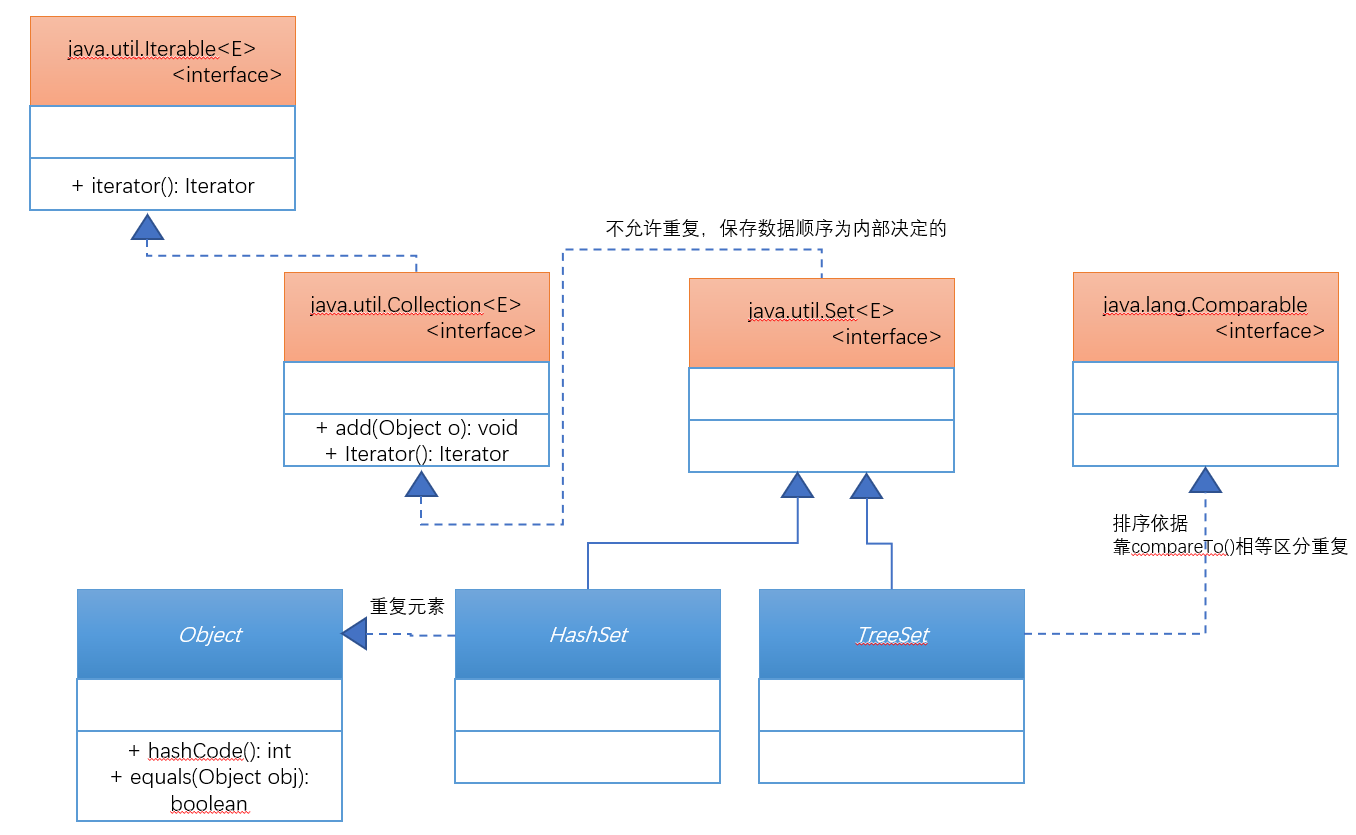 java.util.Iterable<E>
<interface>
+ iterator(): Iterator
不允许重复，保存数据顺序为内部决定的
java.util.Collection<E>
<interface>
+ add(Object o): void
+ Iterator(): Iterator
java.util.Set<E>
<interface>
java.lang.Comparable
<interface>
排序依据
靠compareTo()相等区分重复
Object
+ hashCode(): int
+ equals(Object obj):
boolean
重复元素
HashSet
TreeSet